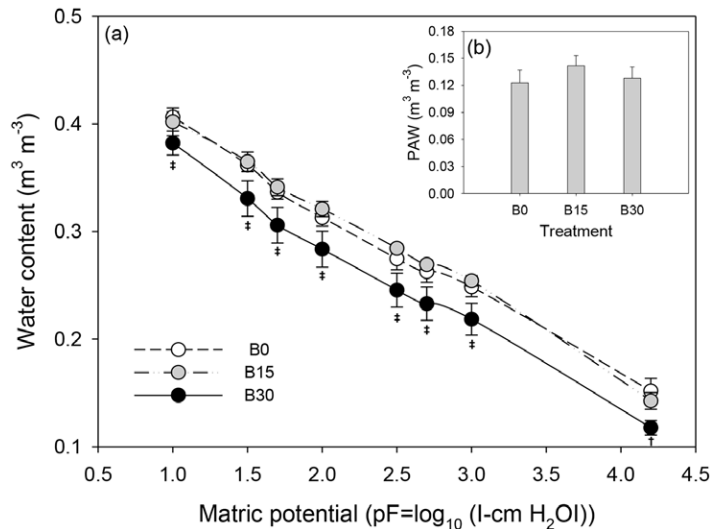 0.5
(a)
(b)
0.18
0.15
0.12
0.09
0.06
0.03
0.00
PAW (m³ m⁻³)
B0 B15 B30
Treatment
0.4
0.3
0.2
0.1
Water content (m³ m⁻³)
‡
‡
‡
‡
‡
‡
‡
†
B0
B15
B30
0.5 1.0 1.5 2.0 2.5 3.0 3.5 4.0 4.5
Matric potential (pF=log₁₀ (I-cm H₂OI))